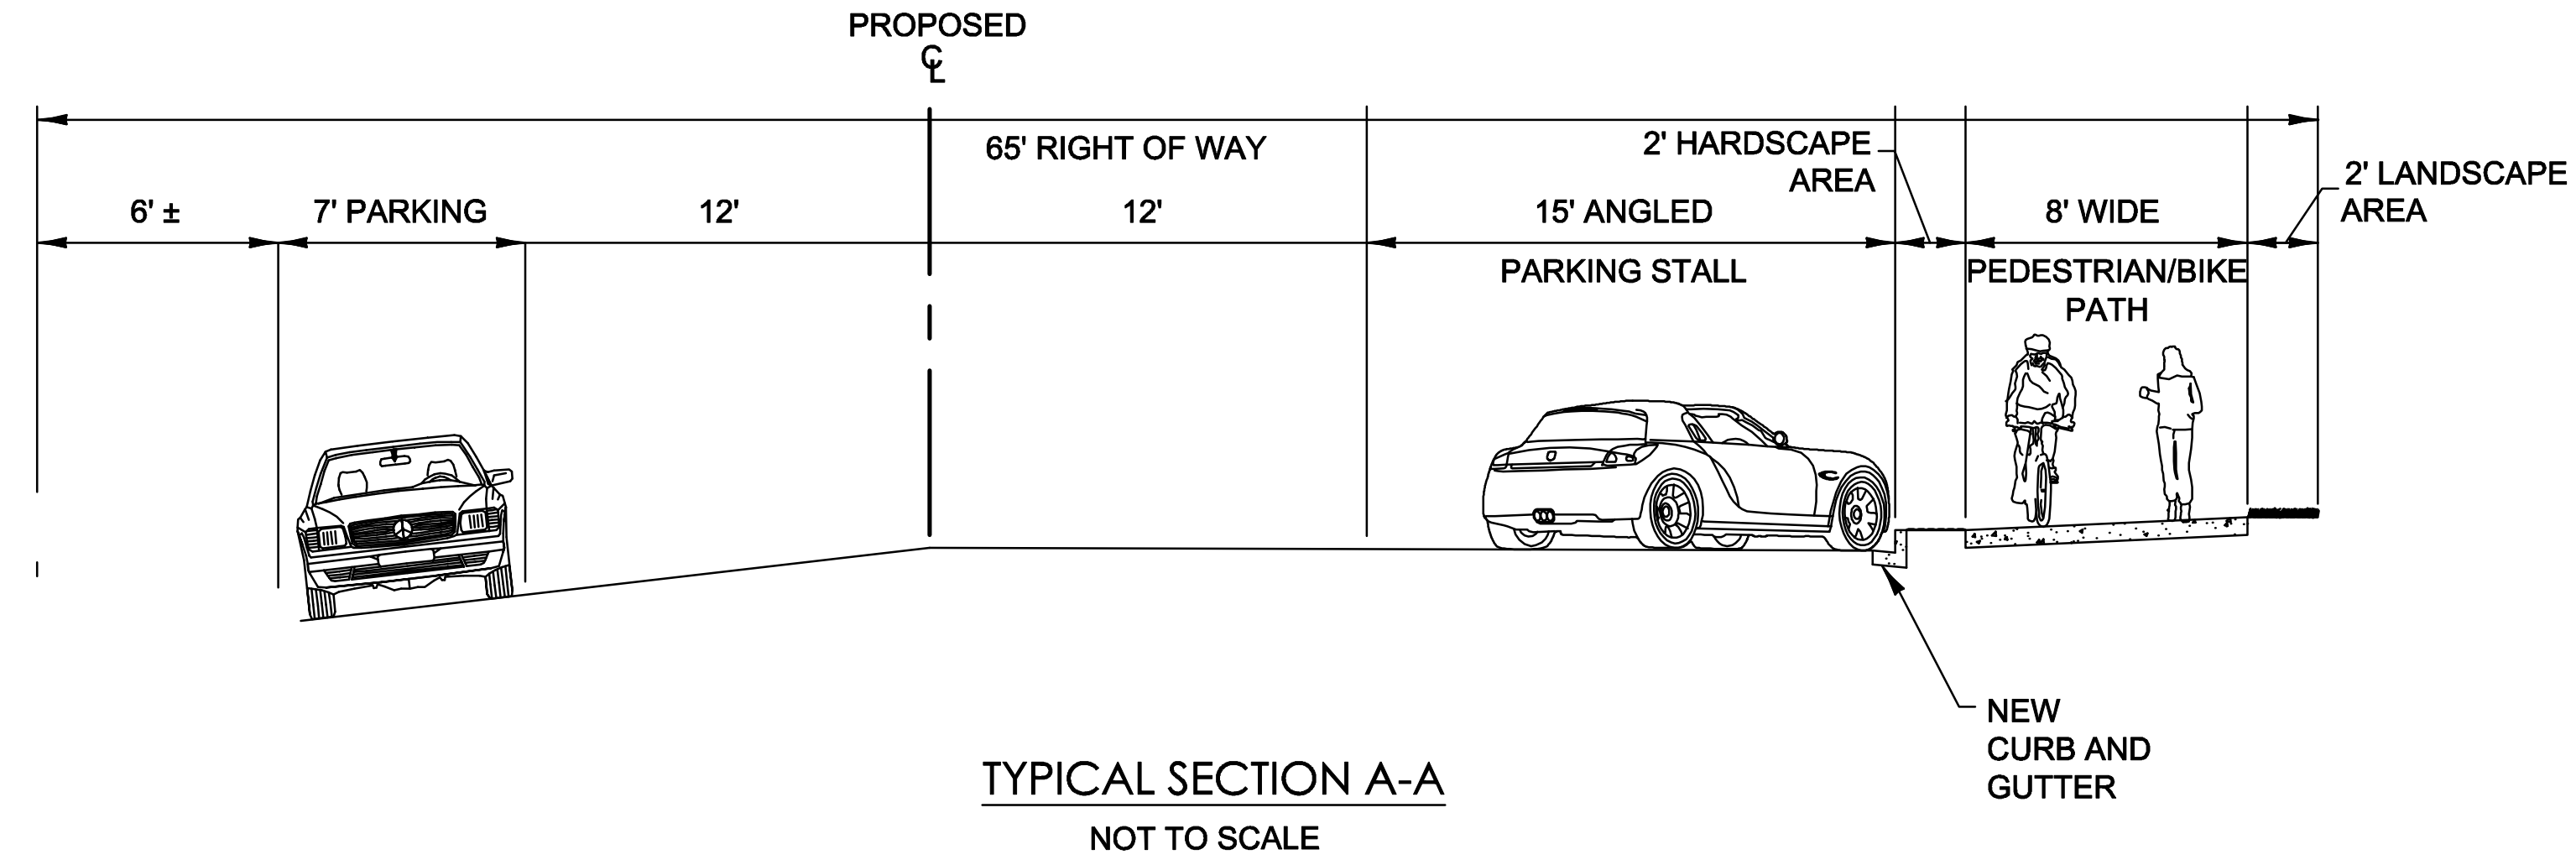 PROPOSED
℄
65' RIGHT OF WAY
2' HARDSCAPE
AREA
2' LANDSCAPE
AREA
6' ±
7' PARKING
12'
12'
15' ANGLED
PARKING STALL
8' WIDE
PEDESTRIAN/BIKE
PATH
NEW
CURB AND
GUTTER
TYPICAL SECTION A-A
NOT TO SCALE